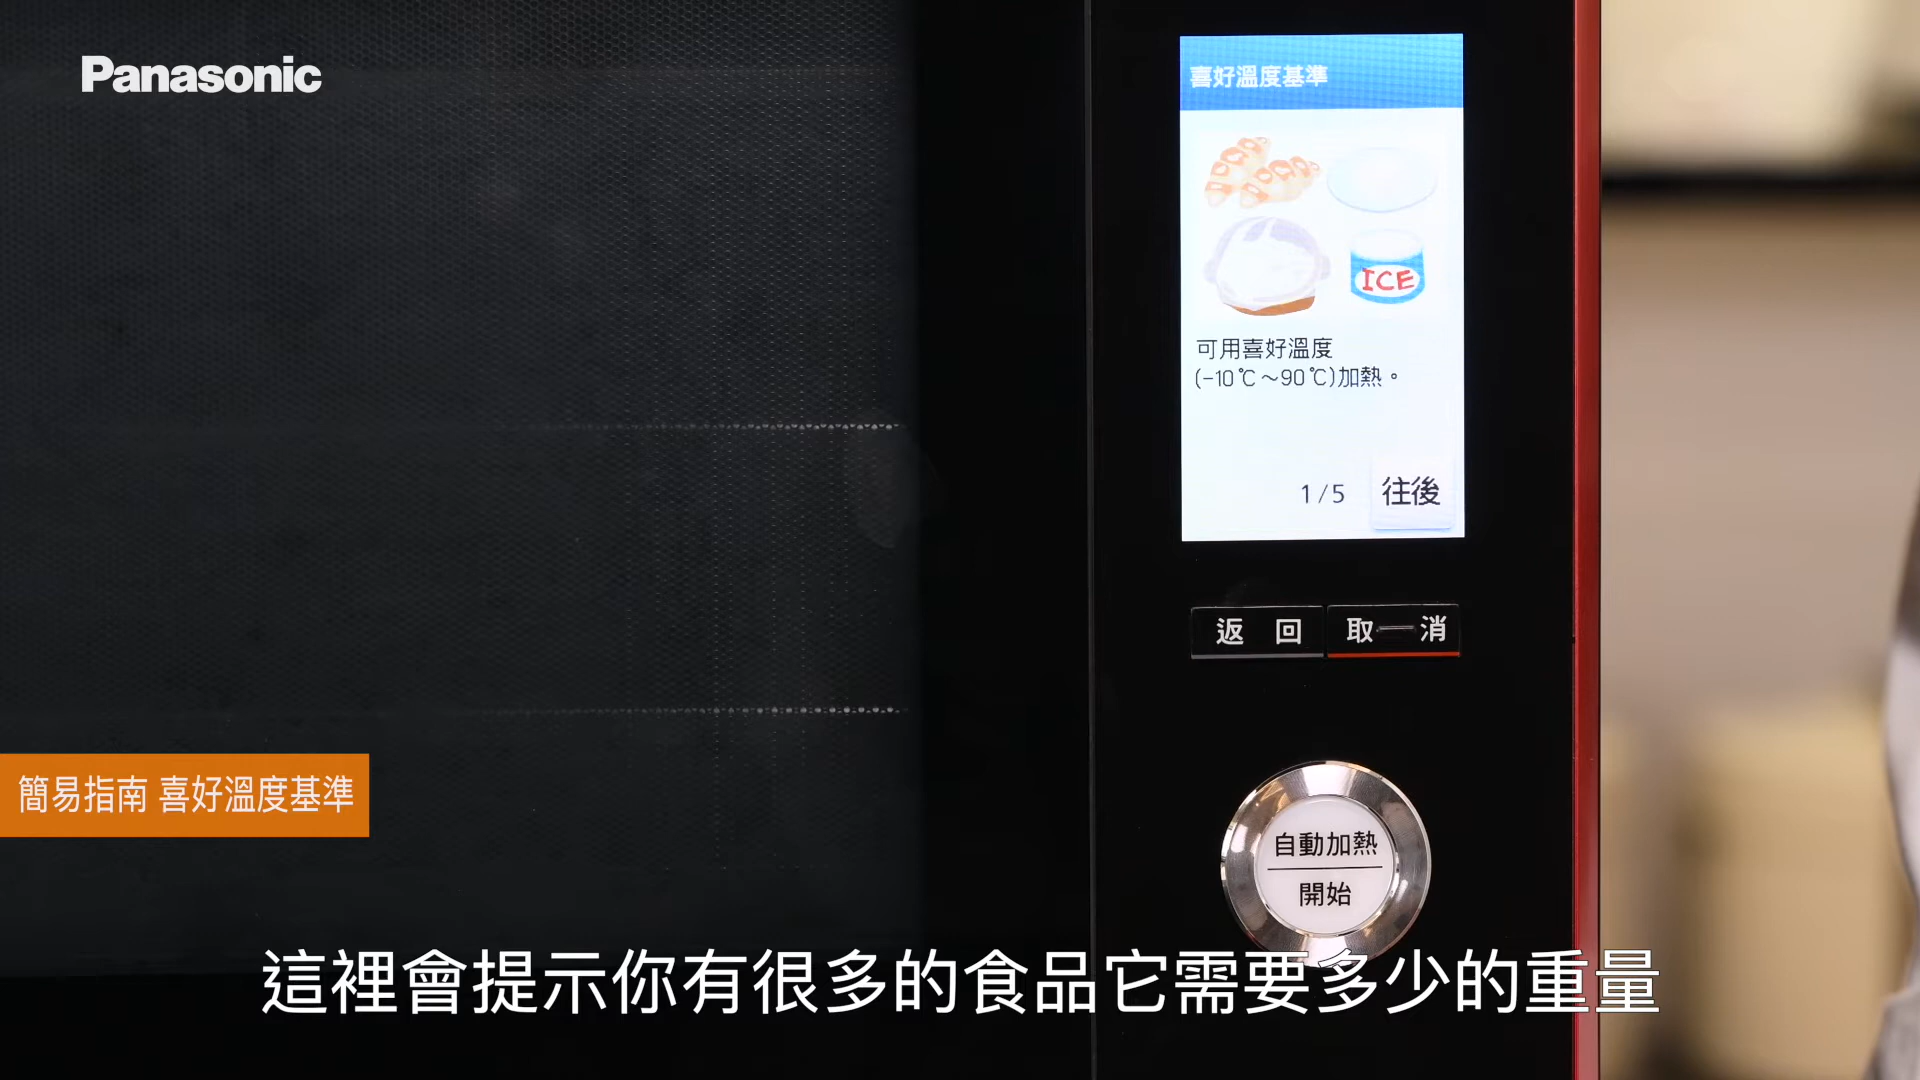 Panasonic
喜好溫度基準
ICE
可用喜好溫度
(-10℃~90℃)加熱。
1/5
往後
返 回
取 消
自動加熱
開始
簡易指南 喜好溫度基準
這裡會提示你有很多的食品它需要多少的重量